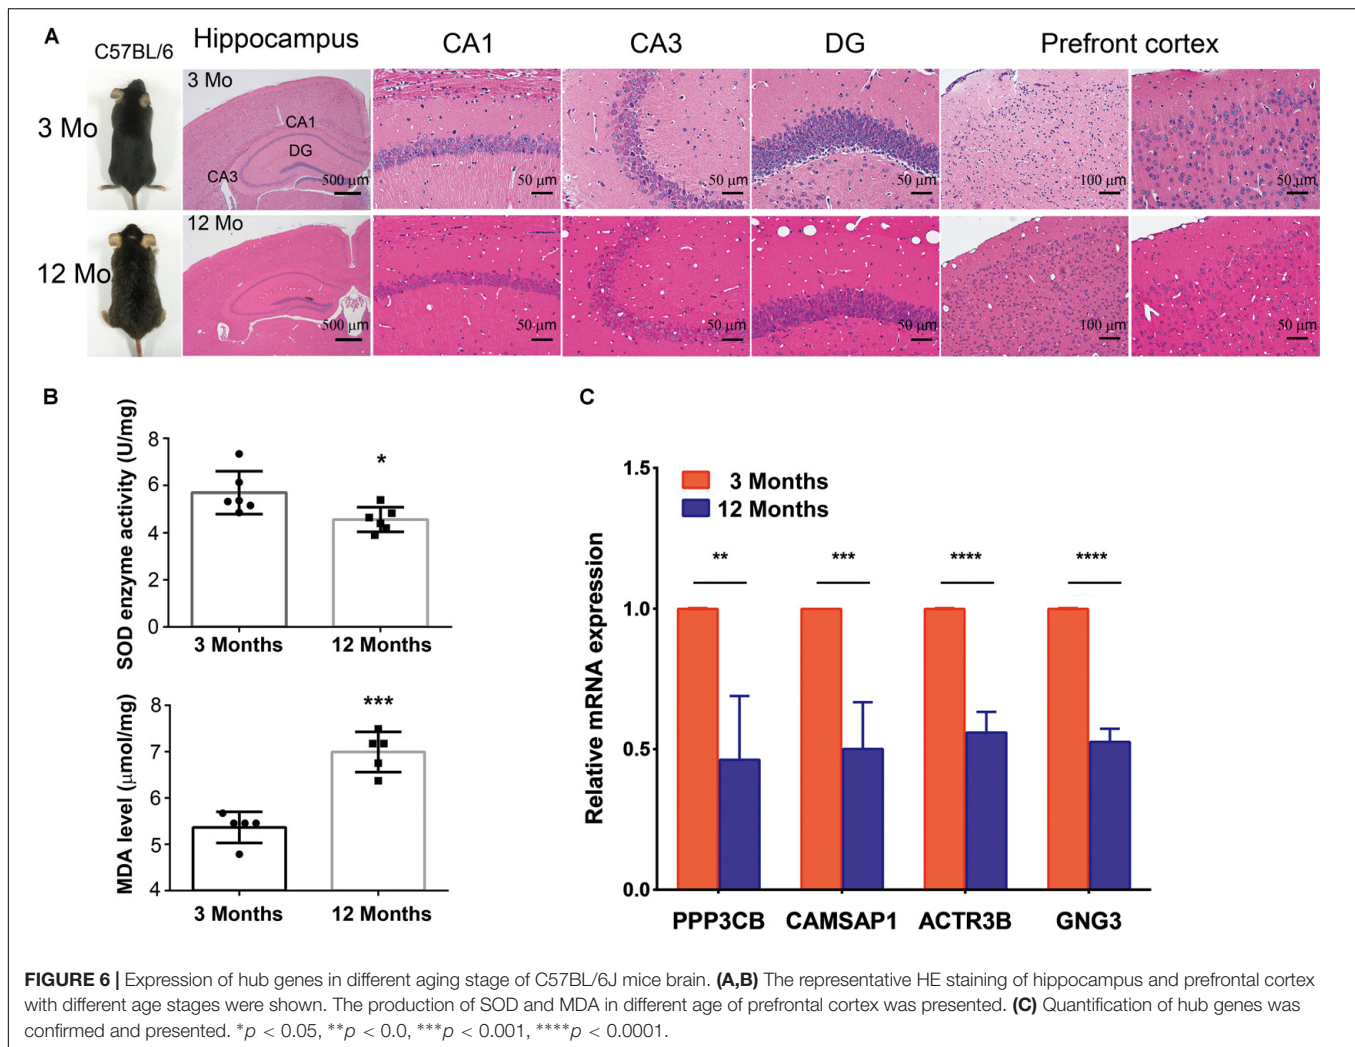 A
C57BL/6
Hippocampus
CA1
CA3
DG
Prefront cortex
3 Mo
3 Mo
CA1
DG
CA3
500 µm
50 µm
50 µm
50 µm
100 µm
50 µm
12 Mo
12 Mo
500 µm
50 µm
50 µm
50 µm
100 µm
50 µm
B
SOD enzyme activity (U/mg)
8
6
4
2
0
*
3 Months
12 Months
MDA level (µmol/mg)
8
7
6
5
4
***
3 Months
12 Months
C
Relative mRNA expression
1.5
1.0
0.5
0.0
3 Months
12 Months
**
***
****
****
PPP3CB
CAMSAP1
ACTR3B
GNG3
FIGURE 6 | Expression of hub genes in different aging stage of C57BL/6J mice brain. (A,B) The representative HE staining of hippocampus and prefrontal cortex
with different age stages were shown. The production of SOD and MDA in different age of prefrontal cortex was presented. (C) Quantification of hub genes was
confirmed and presented. *p < 0.05, **p < 0.0, ***p < 0.001, ****p < 0.0001.